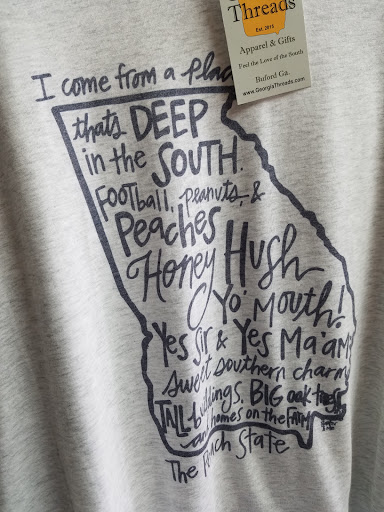 Threads
Est. 2015
Apparel & Gifts
Feel the Love of the South
Buford Ga.
www.GeorgiaThreads.com
I come from a plac
thats DEEP
in the SOUTH.
FOOTball, peanuts, &
Peaches
Honey Hush
Yo' Mouth!
Yes Sir & Yes Ma'am
sweet southern charm
TALL buildings, BIG oak trees
and homes on the FARM
The Peach State